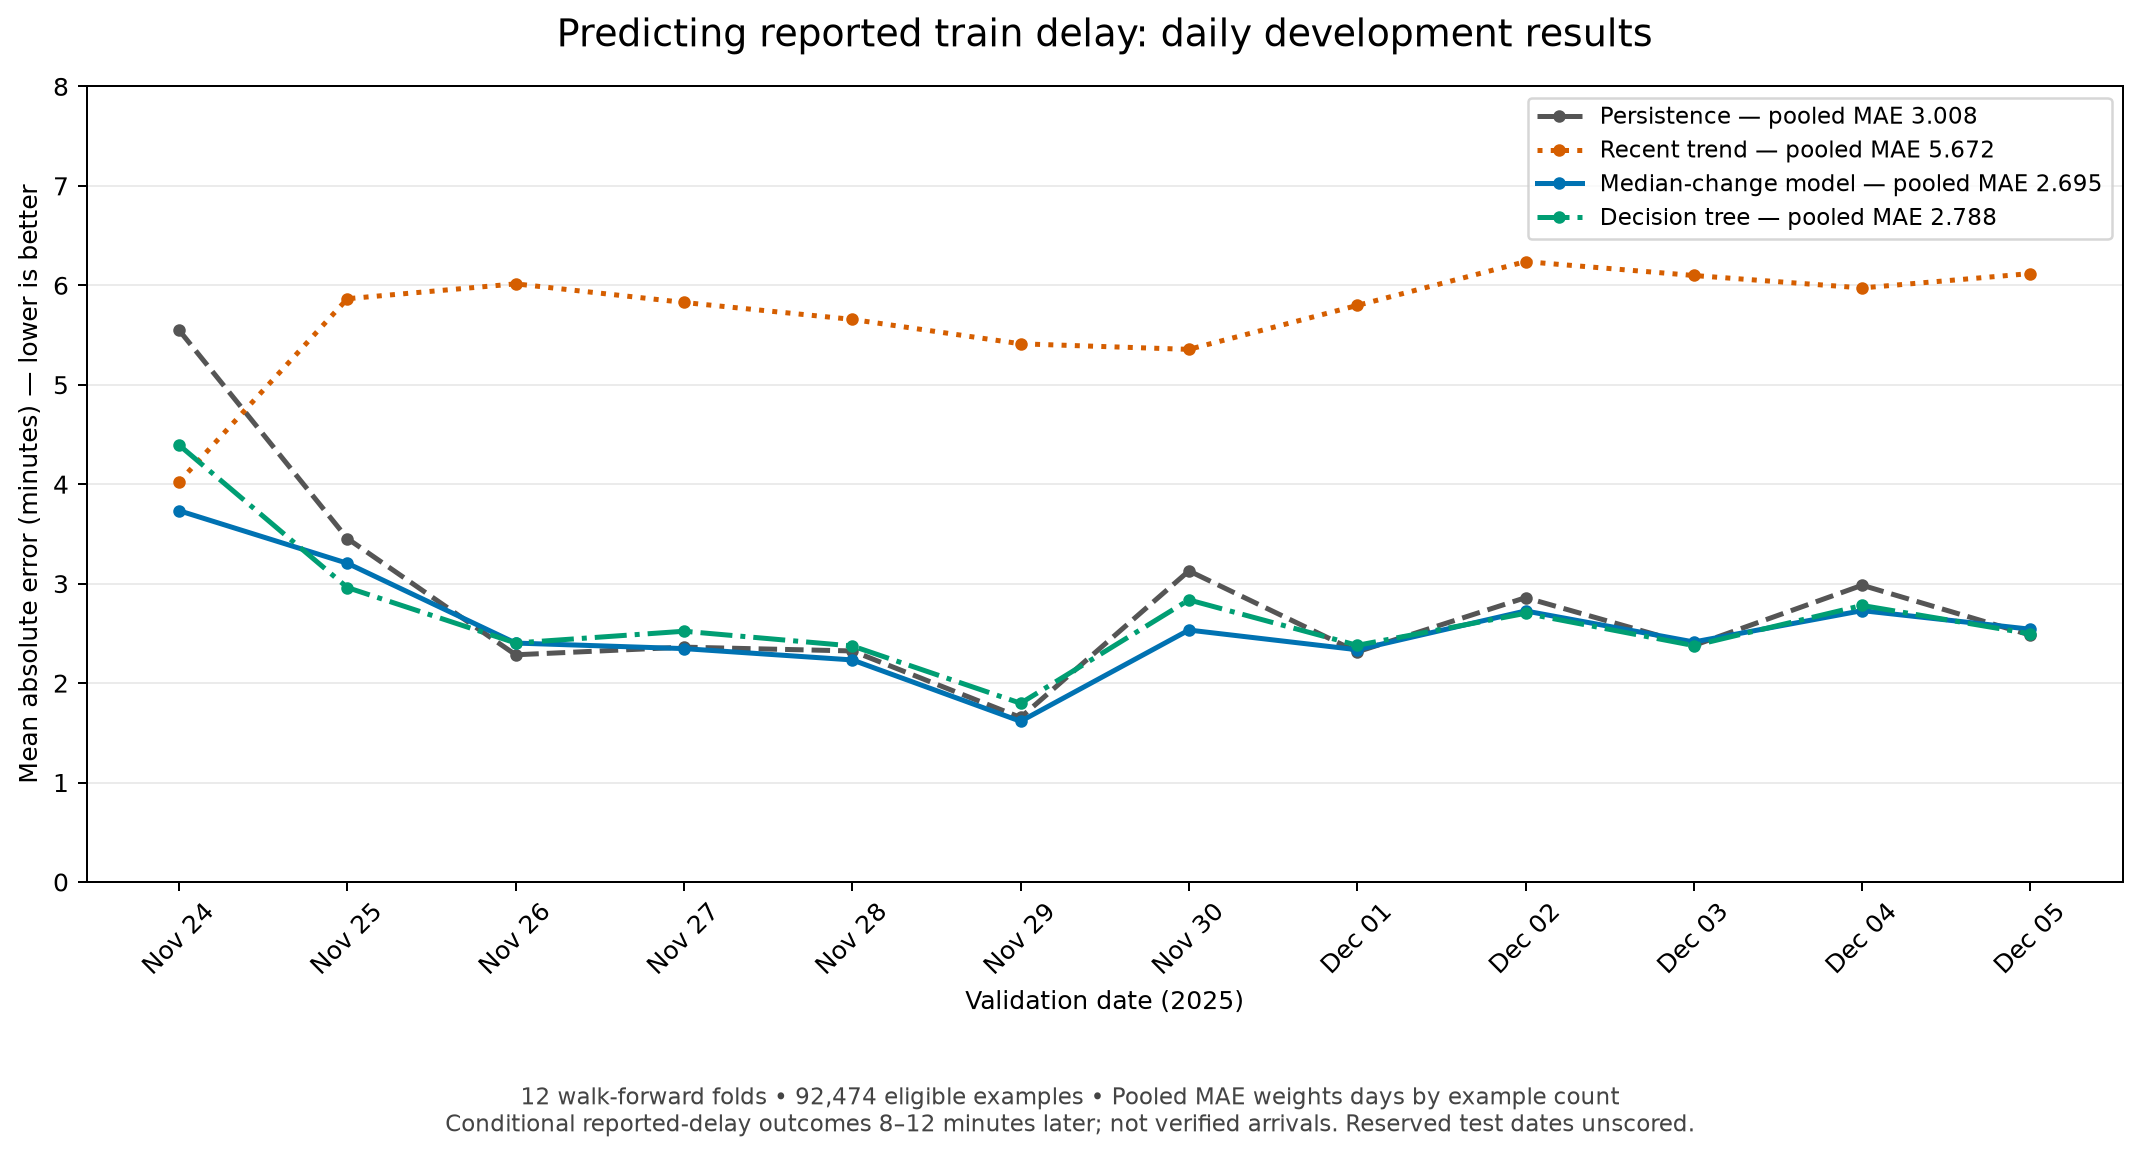 Predicting reported train delay: daily development results
8
7
6
5
4
3
2
1
0
Mean absolute error (minutes) — lower is better
Persistence — pooled MAE 3.008
Recent trend — pooled MAE 5.672
Median-change model — pooled MAE 2.695
Decision tree — pooled MAE 2.788
Nov 24
Nov 25
Nov 26
Nov 27
Nov 28
Nov 29
Nov 30
Dec 01
Dec 02
Dec 03
Dec 04
Dec 05
Validation date (2025)
12 walk-forward folds • 92,474 eligible examples • Pooled MAE weights days by example count
Conditional reported-delay outcomes 8–12 minutes later; not verified arrivals. Reserved test dates unscored.